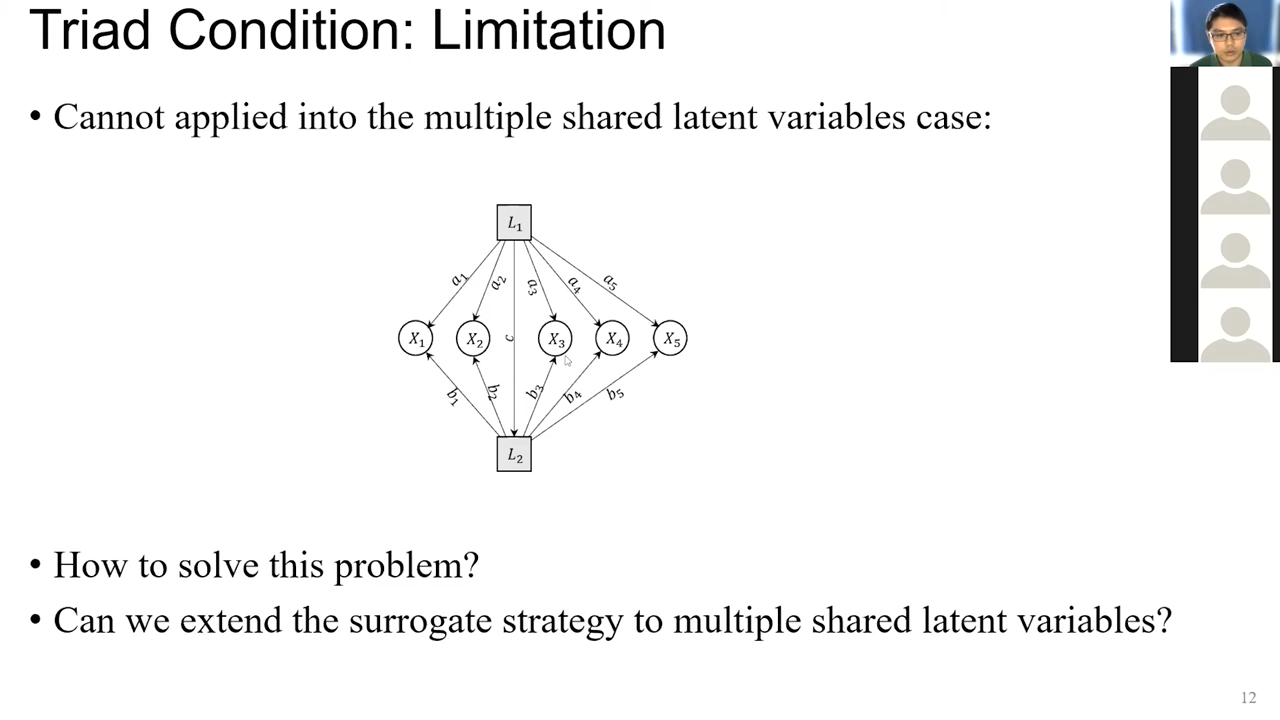 Triad Condition: Limitation
• Cannot applied into the multiple shared latent variables case:
L₁
a₁ a₂ a₃ a₄ a₅
X₁ X₂ c X₃ X₄ X₅
b₁ b₂ b₃ b₄ b₅
L₂
• How to solve this problem?
• Can we extend the surrogate strategy to multiple shared latent variables?
12